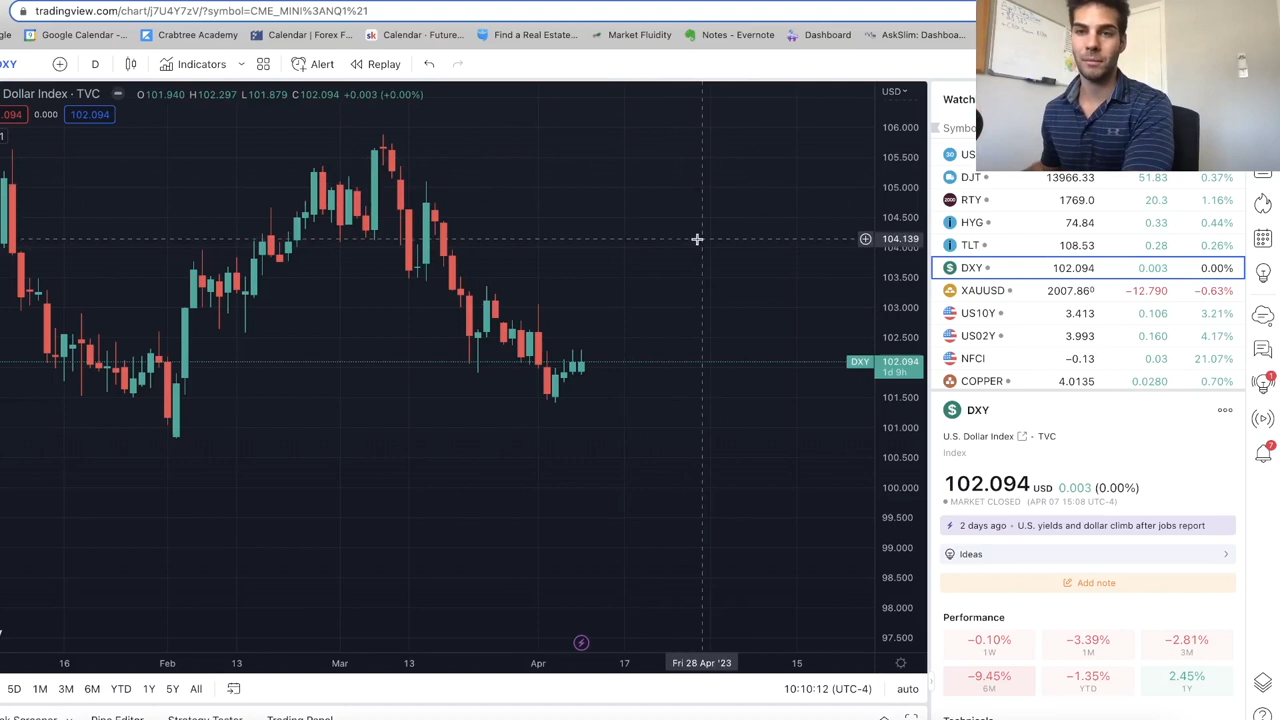 tradingview.com/chart/j7U4Y7zV/?symbol=CME_MINI%3ANQ1%21
gle Google Calendar -... Crabtree Academy Calendar | Forex F... Calendar : Future... Find a Real Estate... Market Fluidity Notes - Evernote Dashboard AskSlim: Dashboa...
DXY D Indicators Alert Replay
Dollar Index · TVC O101.940 H102.297 L101.879 C102.094 +0.003 (+0.00%)
.094 0.000 102.094
1
USD
106.000
105.500
105.000
104.500
104.139
104.000
103.500
103.000
102.500
DXY 102.094
1d 9h
101.500
101.000
100.500
100.000
99.500
99.000
98.500
98.000
97.500
16 Feb 13 Mar 13 Apr 17 Fri 28 Apr '23 15
5D 1M 3M 6M YTD 1Y 5Y All 10:10:12 (UTC-4) auto
Pine Editor Strategy Tester Trading Panel
Watch
Symbo
30 US
DJT 13966.33 51.83 0.37%
2000 RTY 1769.0 20.3 1.16%
HYG 74.84 0.33 0.44%
TLT 108.53 0.28 0.26%
DXY 102.094 0.003 0.00%
XAUUSD 2007.860 −12.790 −0.63%
US10Y 3.413 0.106 3.21%
US02Y 3.993 0.160 4.17%
NFCI −0.13 0.03 21.07%
COPPER 4.0135 0.0280 0.70%
DXY
U.S. Dollar Index · TVC
Index
102.094 USD 0.003 (0.00%)
MARKET CLOSED (APR 07 15:08 UTC-4)
2 days ago · U.S. yields and dollar climb after jobs report
Ideas
Add note
Performance
−0.10% −3.39% −2.81%
1W 1M 3M
−9.45% −1.35% 2.45%
6M YTD 1Y
1
7